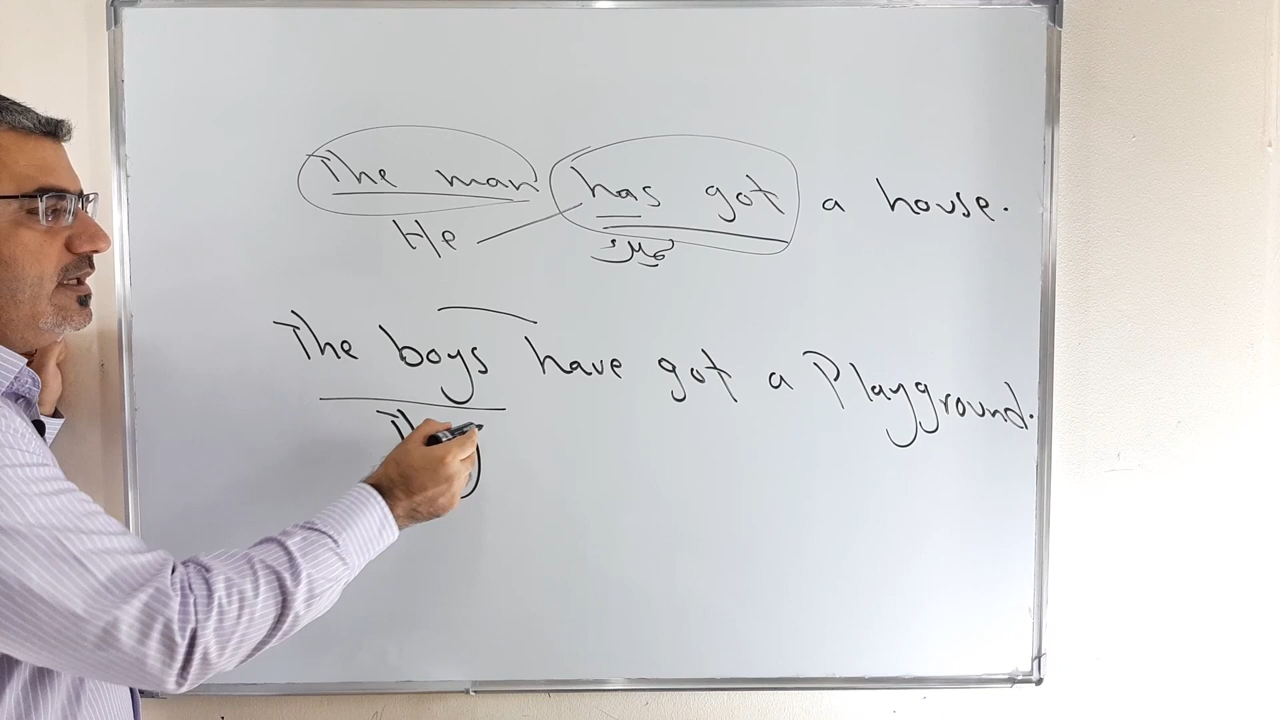 The man has got a house.
He
The boys have got a Playground.